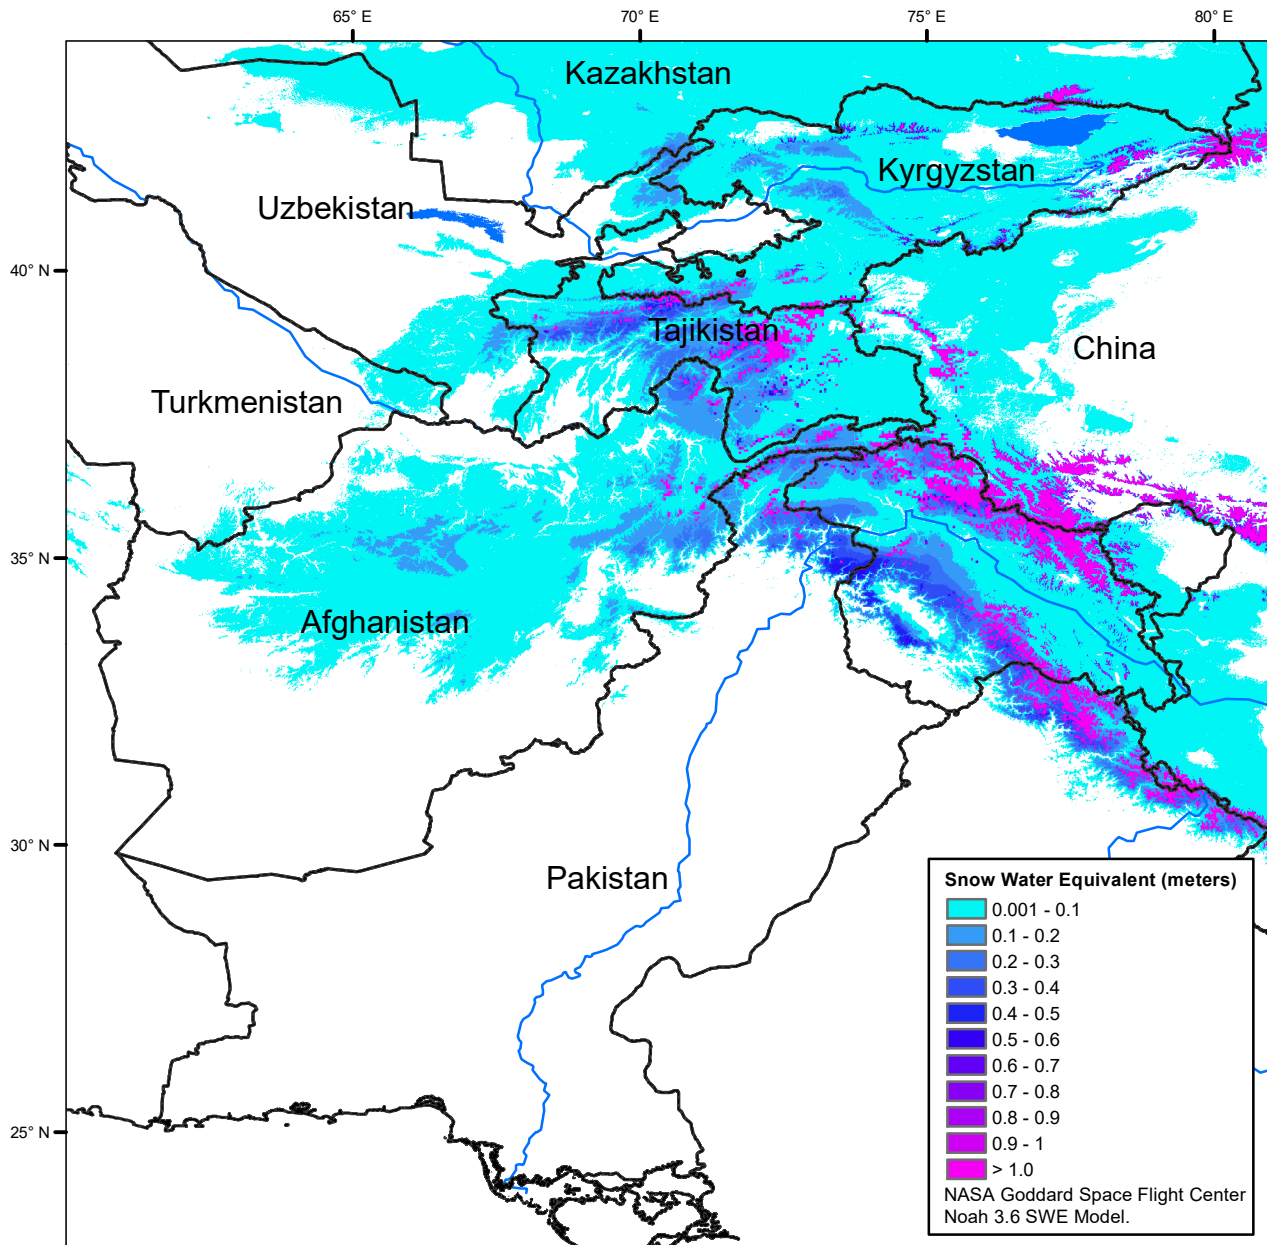 65° E
70° E
75° E
80° E
Kazakhstan
Kyrgyzstan
Uzbekistan
40° N
Tajikistan
China
Turkmenistan
35° N
Afghanistan
30° N
Pakistan
25° N
Snow Water Equivalent (meters)
0.001 - 0.1
0.1 - 0.2
0.2 - 0.3
0.3 - 0.4
0.4 - 0.5
0.5 - 0.6
0.6 - 0.7
0.7 - 0.8
0.8 - 0.9
0.9 - 1
> 1.0
NASA Goddard Space Flight Center
Noah 3.6 SWE Model.